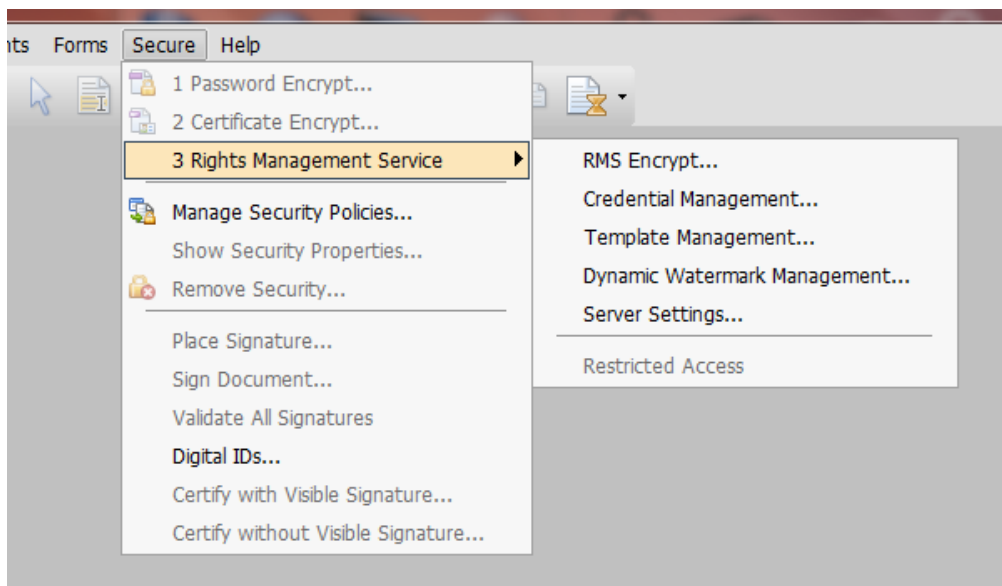 nts Forms Secure Help
1 Password Encrypt...
2 Certificate Encrypt...
3 Rights Management Service
Manage Security Policies...
Show Security Properties...
Remove Security...
Place Signature...
Sign Document...
Validate All Signatures
Digital IDs...
Certify with Visible Signature...
Certify without Visible Signature...
RMS Encrypt...
Credential Management...
Template Management...
Dynamic Watermark Management...
Server Settings...
Restricted Access